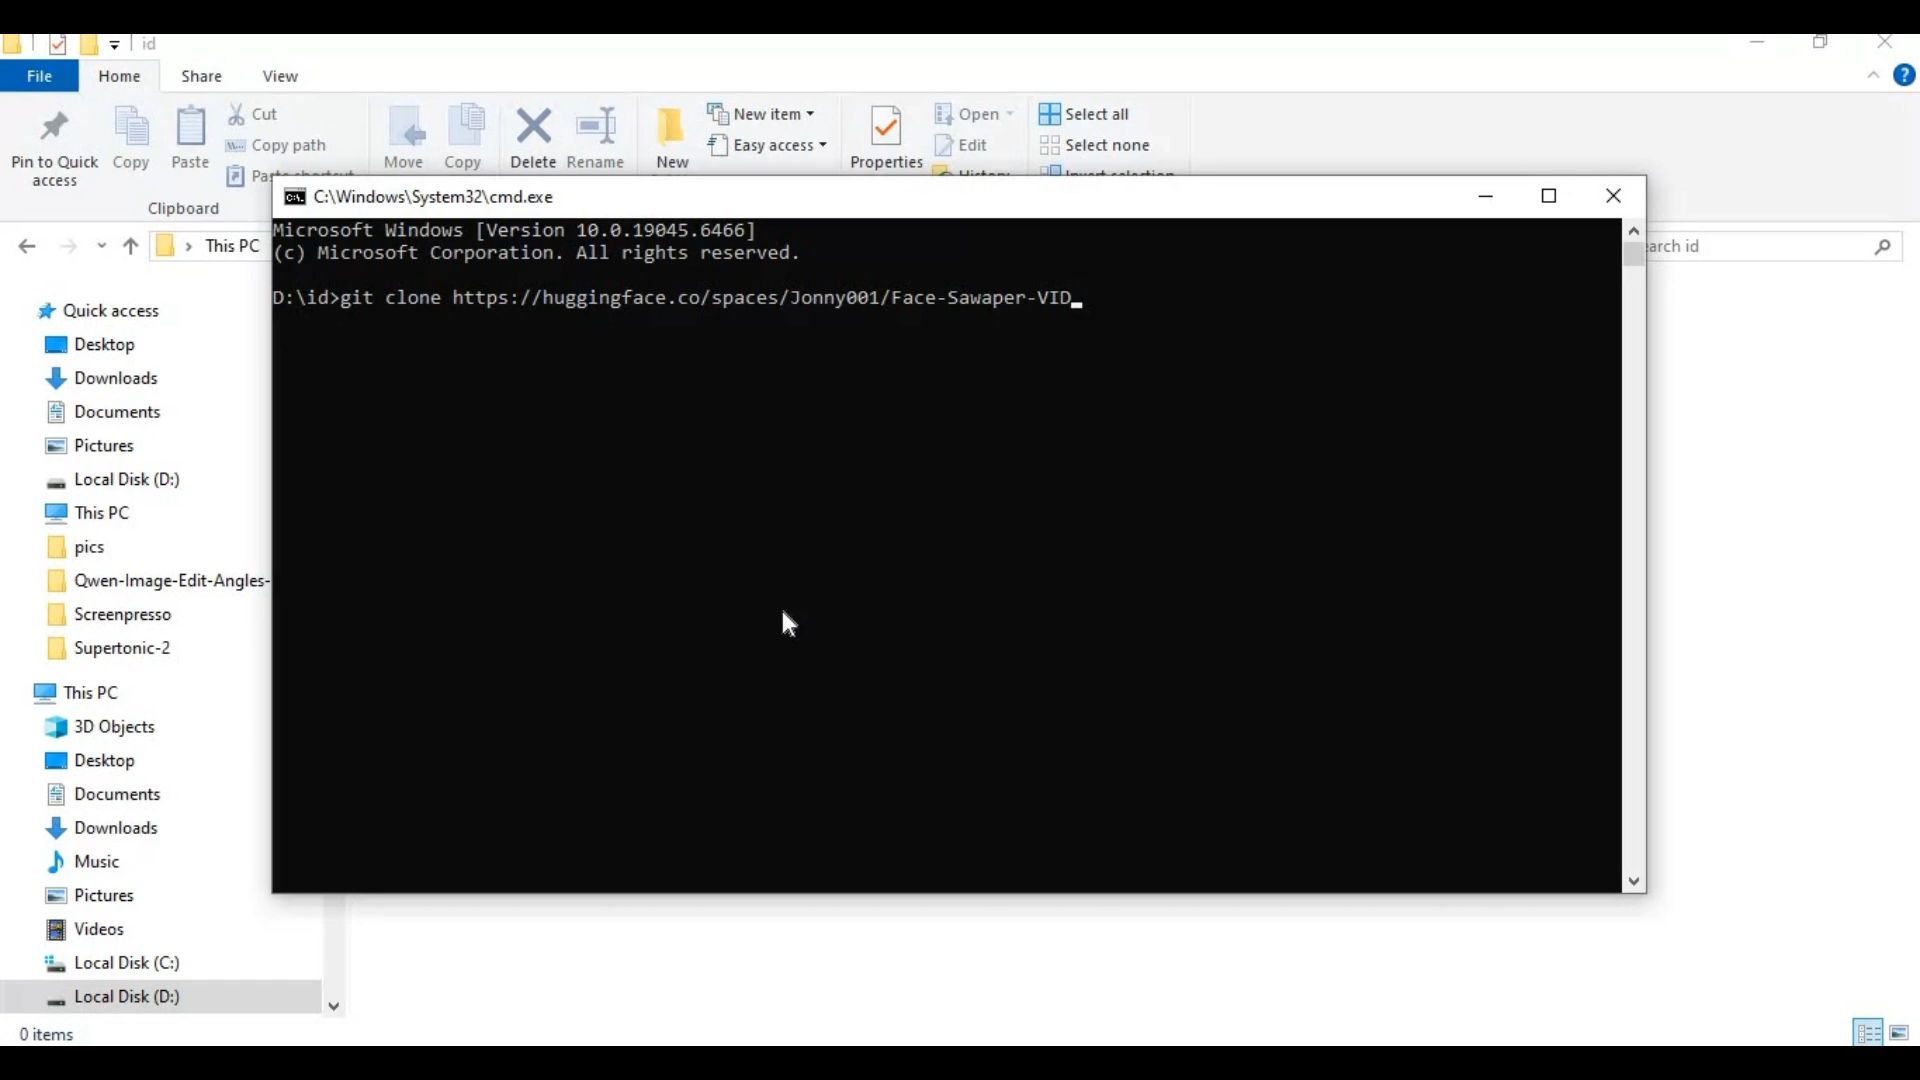 id
File Home Share View
Pin to Quick access
Copy
Paste
Cut
Copy path
Clipboard
Move
Copy
Delete
Rename
New
New item
Easy access
Properties
Open
Edit
Select all
Select none
C:\Windows\System32\cmd.exe
This PC
Microsoft Windows [Version 10.0.19045.6466]
(c) Microsoft Corporation. All rights reserved.
D:\id>git clone https://huggingface.co/spaces/Jonny001/Face-Sawaper-VID
earch id
Quick access
Desktop
Downloads
Documents
Pictures
Local Disk (D:)
This PC
pics
Qwen-Image-Edit-Angles-
Screenpresso
Supertonic-2
This PC
3D Objects
Desktop
Documents
Downloads
Music
Pictures
Videos
Local Disk (C:)
Local Disk (D:)
0 items